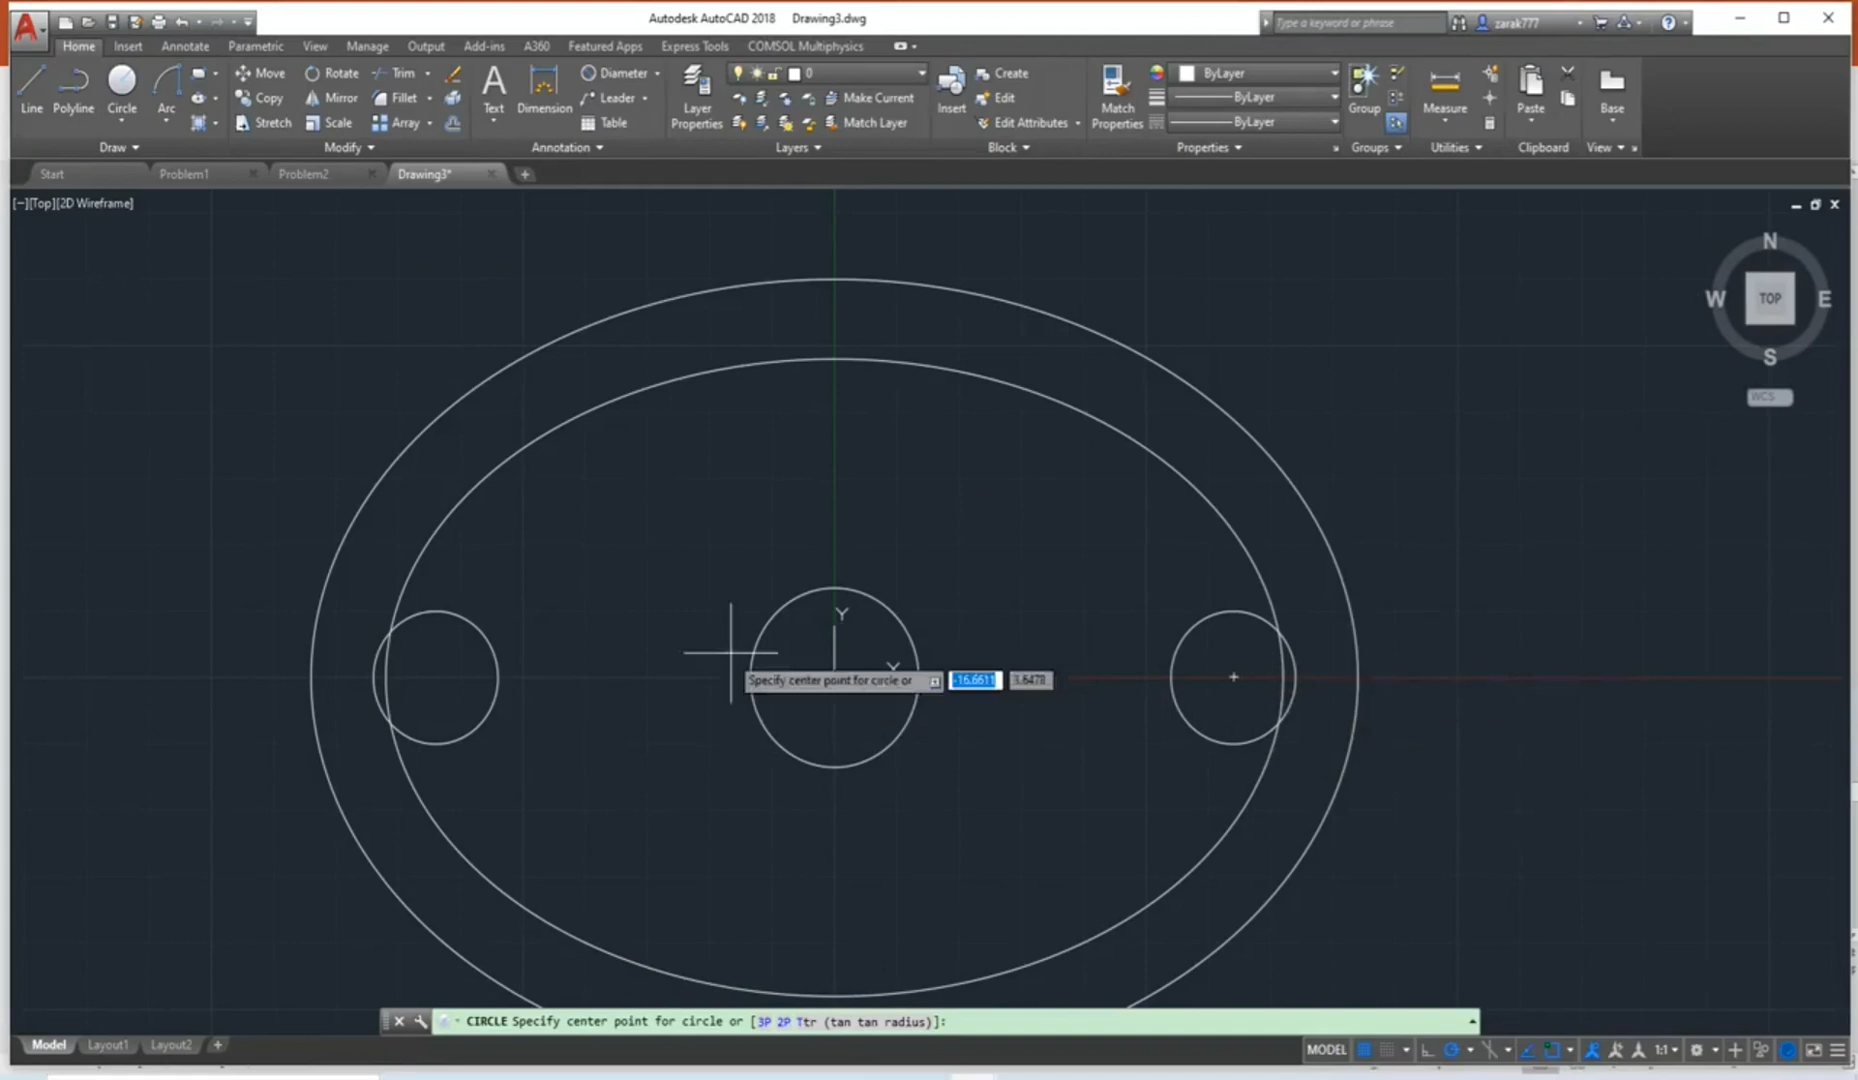 Autodesk AutoCAD 2018 Drawing3.dwg
Type a keyword or phrase
zarak777
Home Insert Annotate Parametric View Manage Output Add-ins A360 Featured Apps Express Tools COMSOL Multiphysics
Line Polyline Circle Arc
Move Rotate Trim
Copy Mirror Fillet
Stretch Scale Array
Text Dimension
Diameter
Leader
Table
Layer Properties
0
Make Current
Match Layer
Insert
Create
Edit
Edit Attributes
Match Properties
ByLayer
ByLayer
ByLayer
Group Measure Paste Base
Draw Modify Annotation Layers Block Properties Groups Utilities Clipboard View
Start Problem1 Problem2 Drawing3*
[−][Top][2D Wireframe]
N
W TOP E
S
WCS
Y
X
Specify center point for circle or -16.6611 3.6478
CIRCLE Specify center point for circle or [3P 2P Ttr (tan tan radius)]:
Model Layout1 Layout2 +
MODEL 1:1